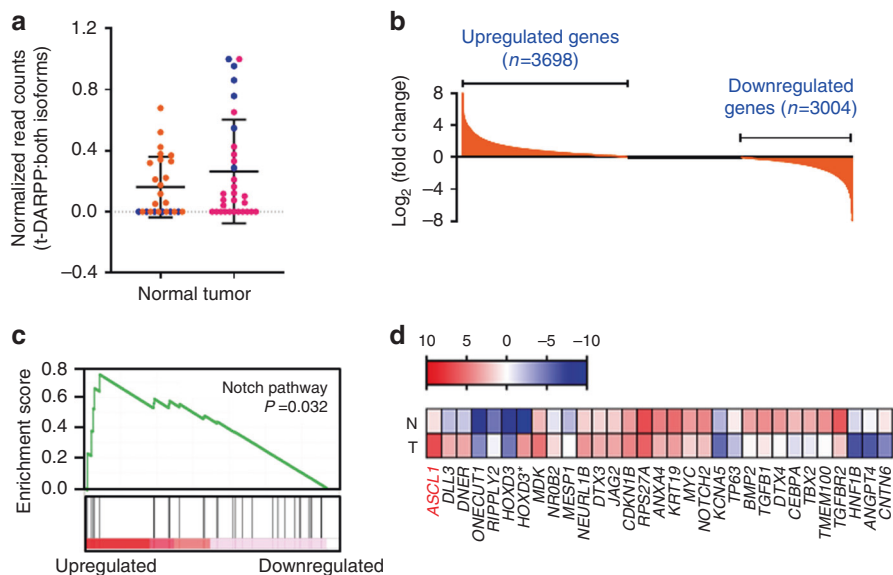 a
Normalized read counts
(t-DARPP:both isoforms)
1.2
0.8
0.4
0.0
−0.4
Normal tumor
b
Upregulated genes
(n=3698)
Downregulated
genes (n=3004)
Log2 (fold change)
8
4
0
−4
−8
c
Enrichment score
0.8
0.6
0.4
0.2
0.0
Notch pathway
P=0.032
Upregulated Downregulated
d
10 5 0 −5 −10
N
T
ASCL1
DLL3
DNER
ONECUT1
RIPPLY2
HOXD3
HOXD3*
MDK
NR0B2
MESP1
NEURL1B
DTX3
JAG2
CDKN1B
RPS27A
ANXA4
KRT19
MYC
NOTCH2
KCNA5
TP63
BMP2
TGFB1
DTX4
CEBPA
TBX2
TMEM100
TGFBR2
HNF1B
ANGPT4
CNTN6